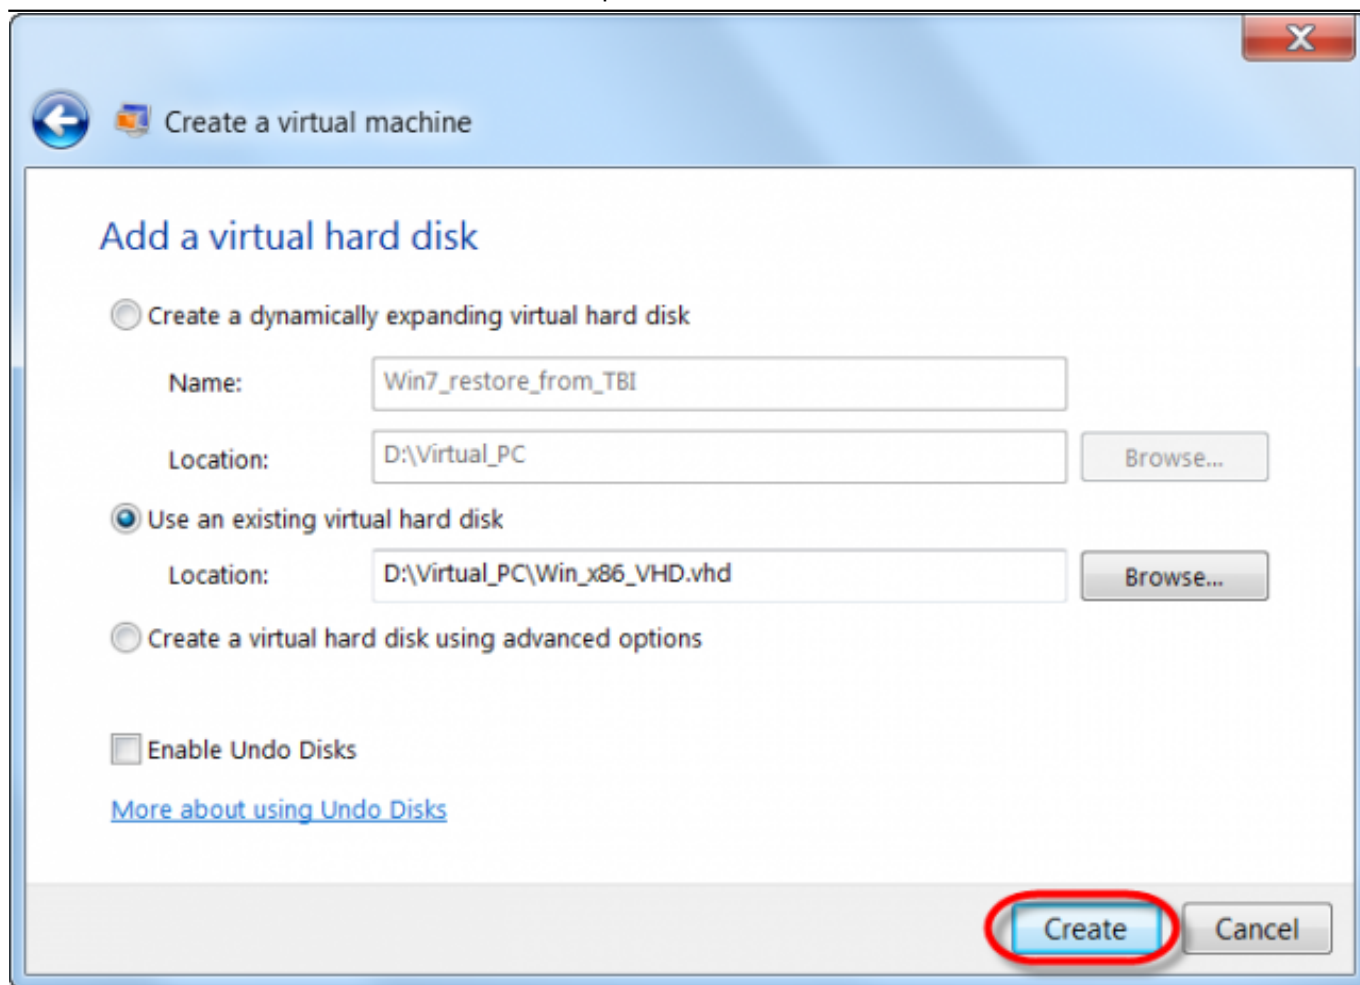 Create a virtual machine
Add a virtual hard disk
Create a dynamically expanding virtual hard disk
Name: Win7_restore_from_TBI
Location: D:\Virtual_PC Browse...
Use an existing virtual hard disk
Location: D:\Virtual_PC\Win_x86_VHD.vhd Browse...
Create a virtual hard disk using advanced options
Enable Undo Disks
More about using Undo Disks
Create Cancel